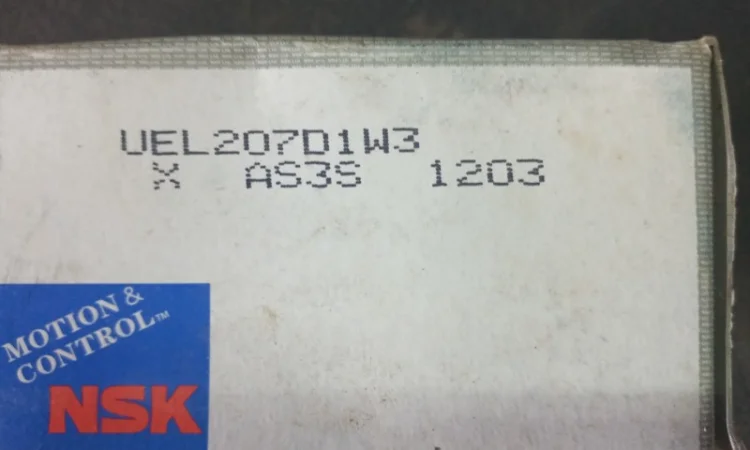 UEL207D1W3
X AS3S 1203
MOTION &
CONTROL™
NSK